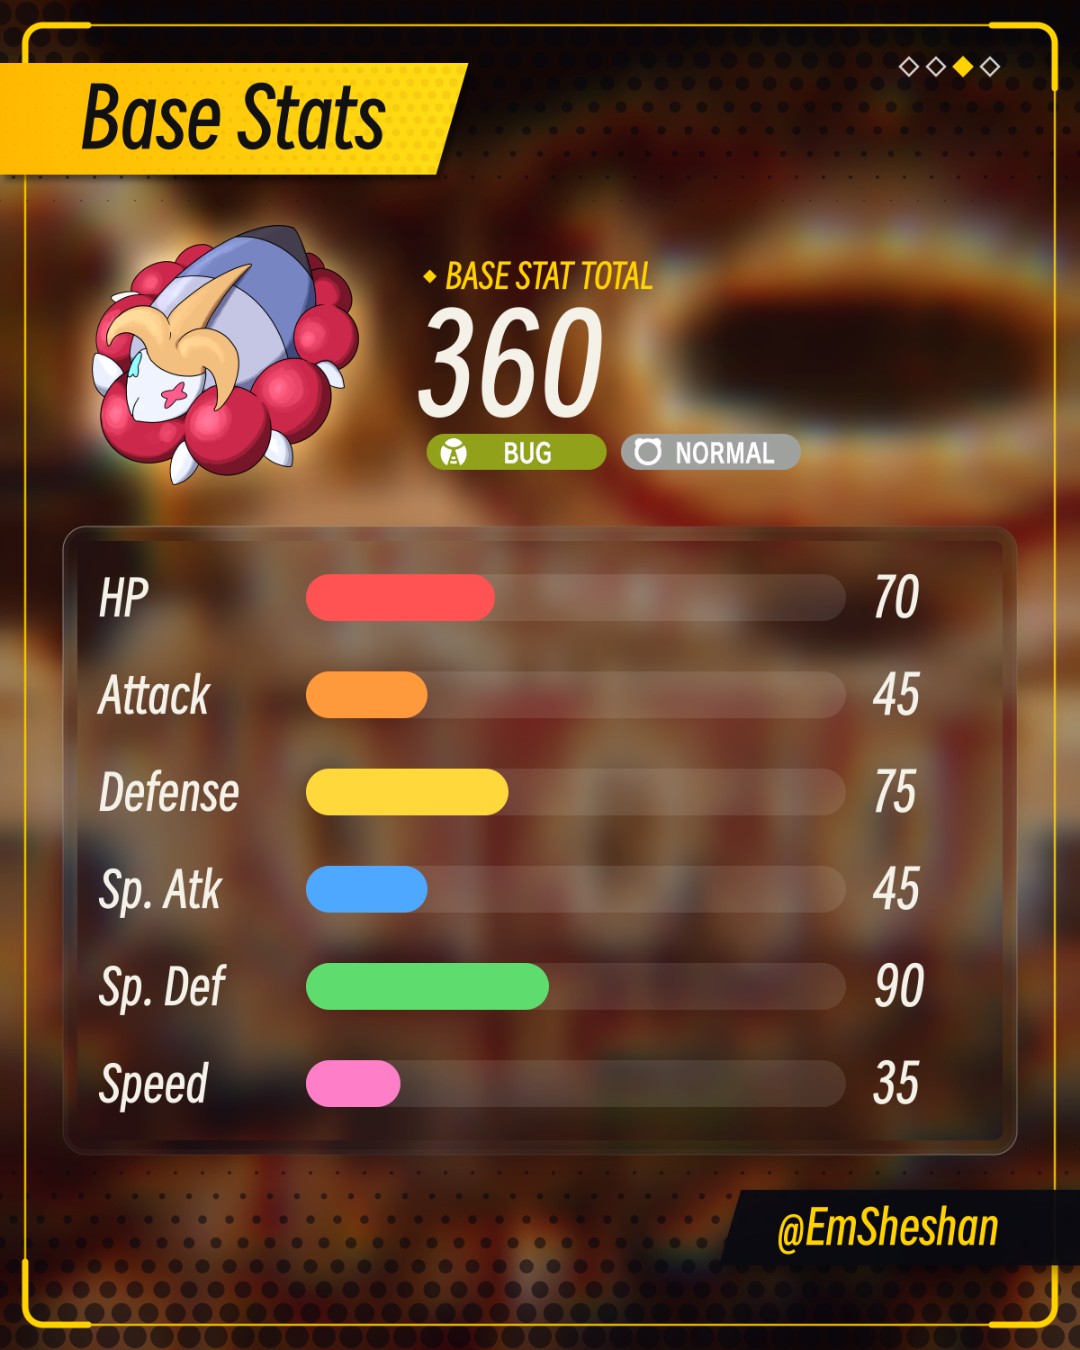 Base Stats
BASE STAT TOTAL
360
BUG NORMAL
HP 70
Attack 45
Defense 75
Sp. Atk 45
Sp. Def 90
Speed 35
@EmSheshan